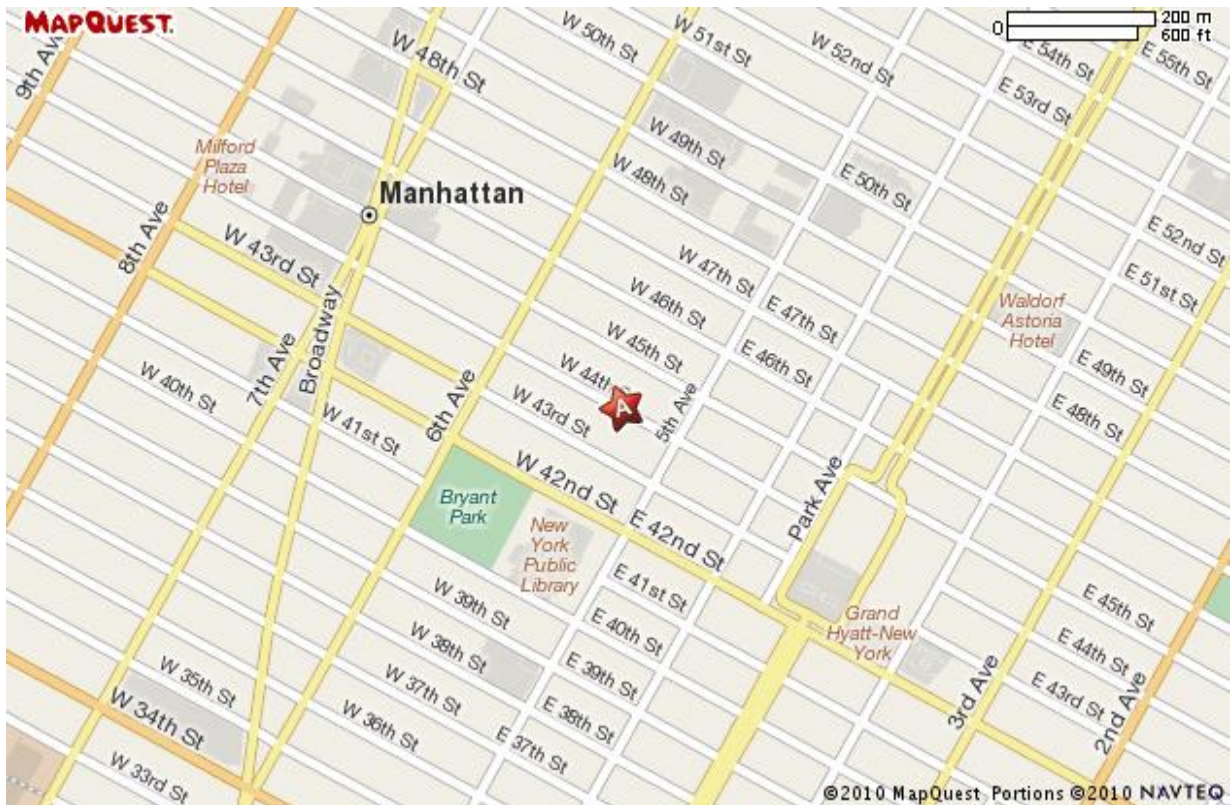 MAPQUEST.
200 m
0
600 ft
9th Ave
W 48th St
W 50th St
W 51st St
W 52nd St
E 54th St
E 55th St
E 53rd St
Milford
Plaza
Hotel
W 49th St
W 48th St
E 50th St
Manhattan
8th Ave
W 43rd St
E 52nd St
E 51st St
W 47th St
W 46th St
E 47th St
Waldorf
Astoria
Hotel
Broadway
7th Ave
W 45th St
E 46th St
E 49th St
W 40th St
W 44th
A
5th Ave
6th Ave
W 43rd St
E 48th St
W 41st St
W 42nd St
Park Ave
Bryant
Park
New
York
Public
Library
E 42nd St
E 41st St
W 39th St
E 40th St
E 45th St
Grand
Hyatt-New
York
W 38th St
E 39th St
E 44th St
W 35th St
W 37th St
E 43rd St
3rd Ave
2nd Ave
W 34th St
W 36th St
E 38th St
E 37th St
W 33rd St
©2010 MapQuest Portions ©2010 NAVTEQ